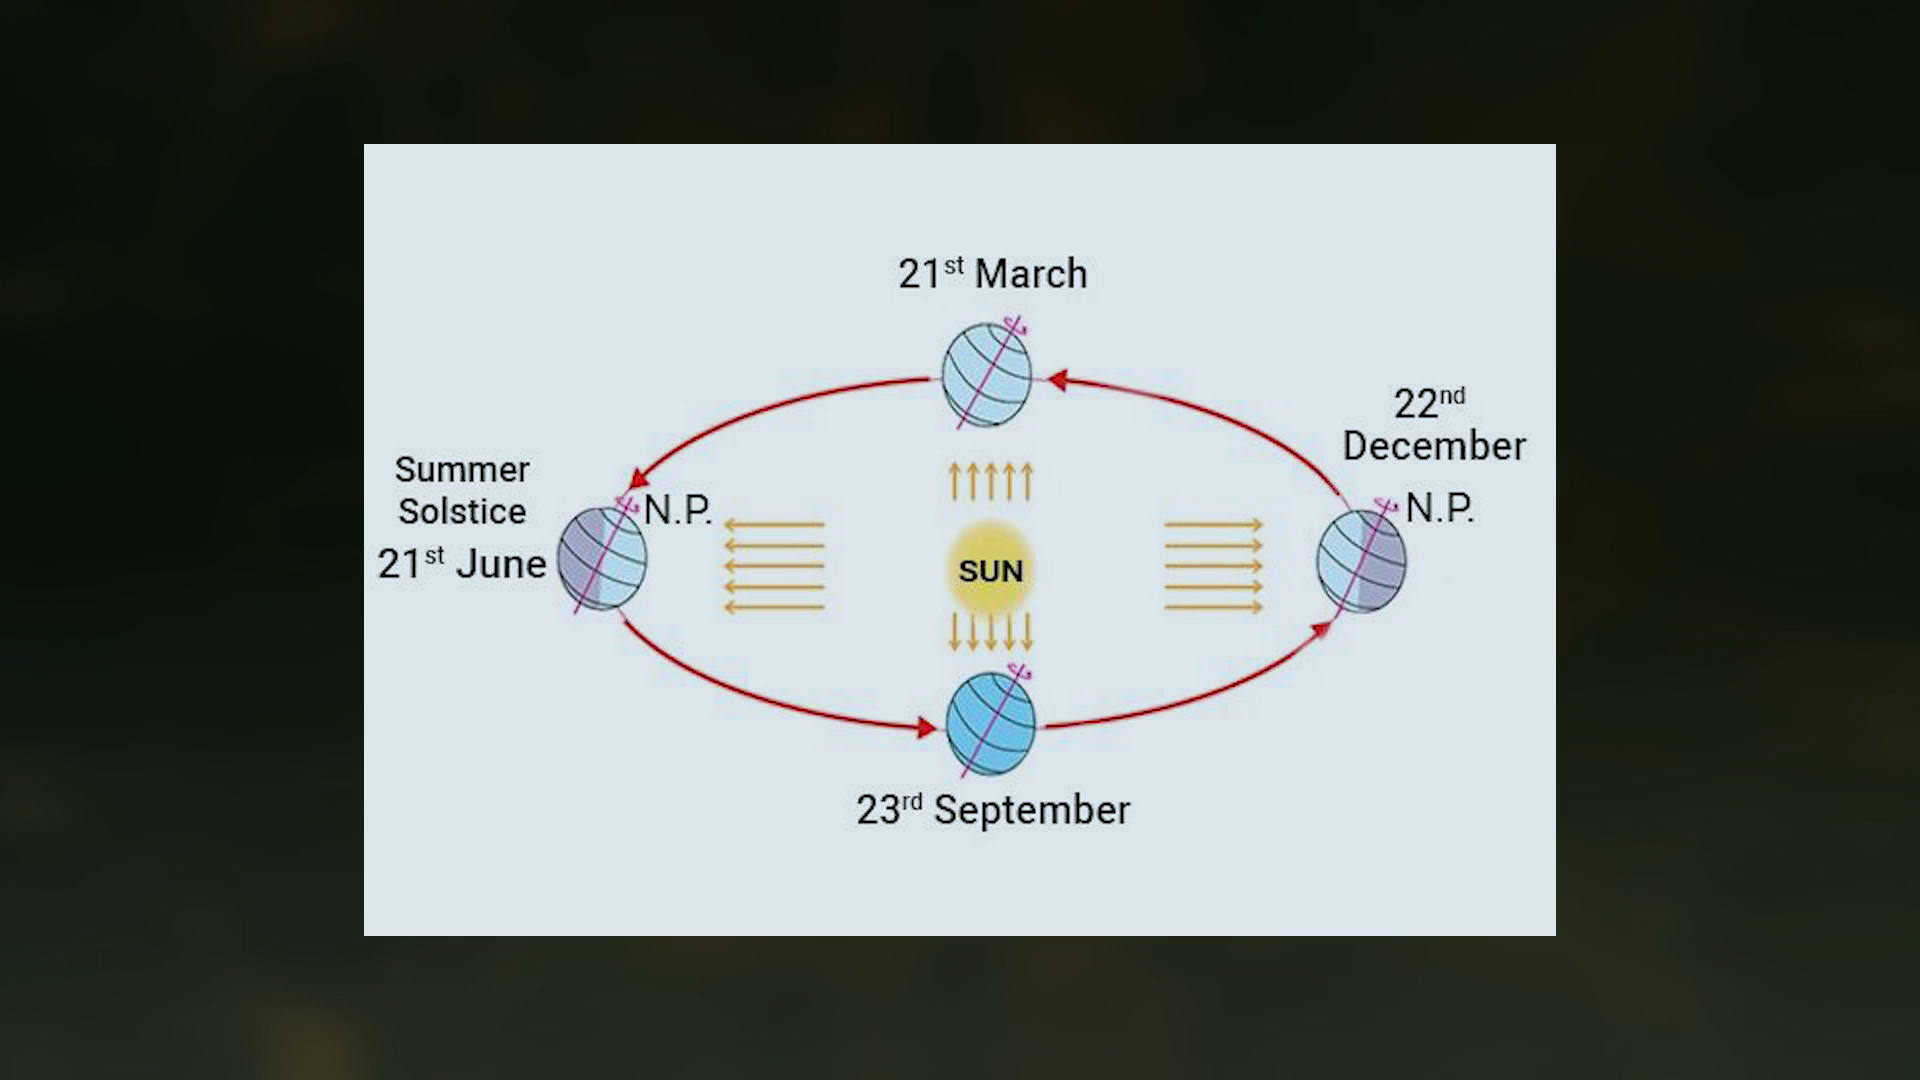 21st March
22nd
December
Summer
Solstice
21st June
N.P.
N.P.
SUN
23rd September